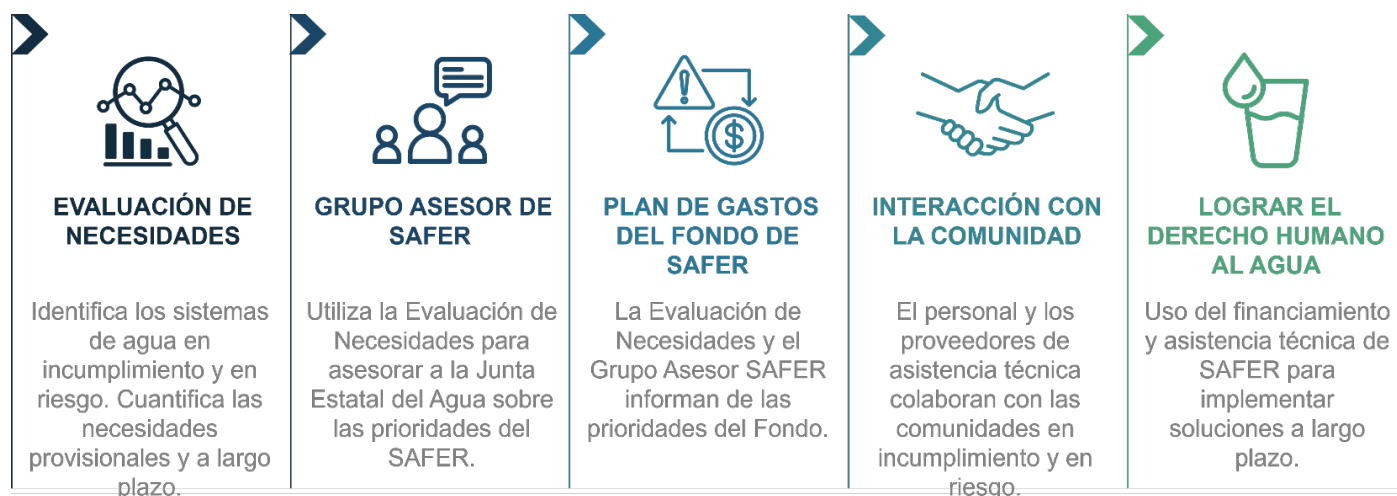 EVALUACIÓN DE
NECESIDADES
Identifica los sistemas
de agua en
incumplimiento y en
riesgo. Cuantifica las
necesidades
provisionales y a largo
plazo.
GRUPO ASESOR DE
SAFER
Utiliza la Evaluación de
Necesidades para
asesorar a la Junta
Estatal del Agua sobre
las prioridades del
SAFER.
PLAN DE GASTOS
DEL FONDO DE
SAFER
La Evaluación de
Necesidades y el
Grupo Asesor SAFER
informan de las
prioridades del Fondo.
INTERACCIÓN CON
LA COMUNIDAD
El personal y los
proveedores de
asistencia técnica
colaboran con las
comunidades en
incumplimiento y en
riesgo.
LOGRAR EL
DERECHO HUMANO
AL AGUA
Uso del financiamiento
y asistencia técnica de
SAFER para
implementar
soluciones a largo
plazo.